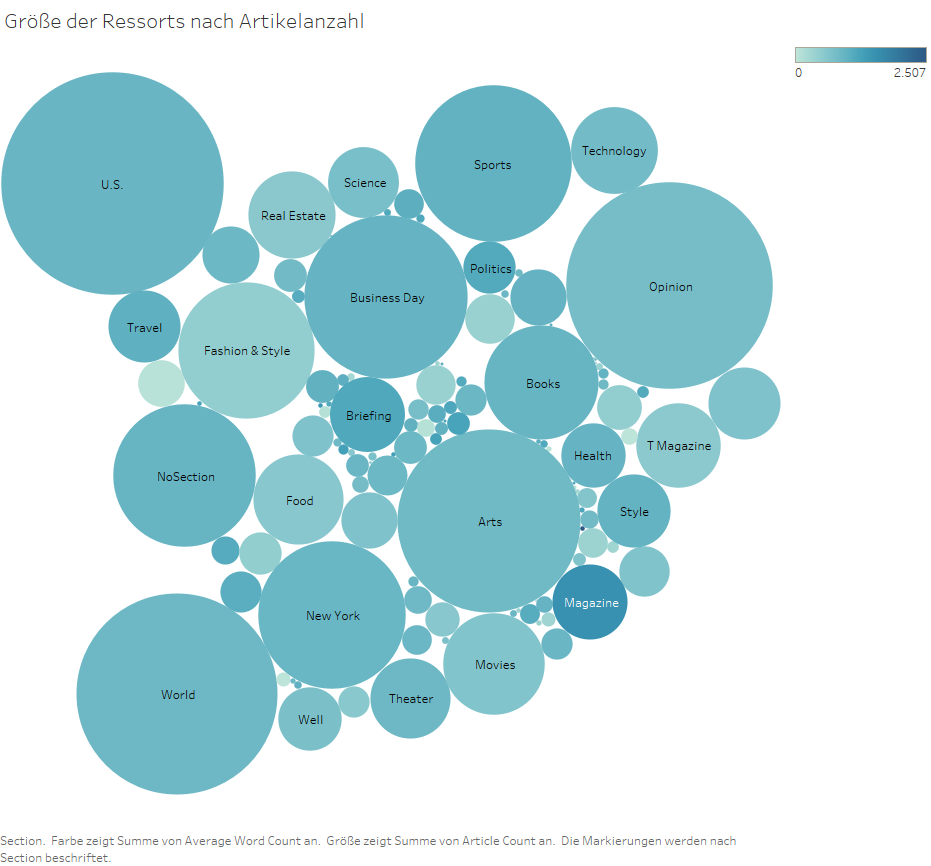 Größe der Ressorts nach Artikelanzahl
0 2.507
Technology
Sports
Science
U.S.
Real Estate
Politics
Opinion
Business Day
Travel
Fashion & Style
Books
Briefing
T Magazine
Health
NoSection
Food
Style
Arts
Magazine
New York
Movies
World
Theater
Well
Section.  Farbe zeigt Summe von Average Word Count an.  Größe zeigt Summe von Article Count an.  Die Markierungen werden nach
Section beschriftet.